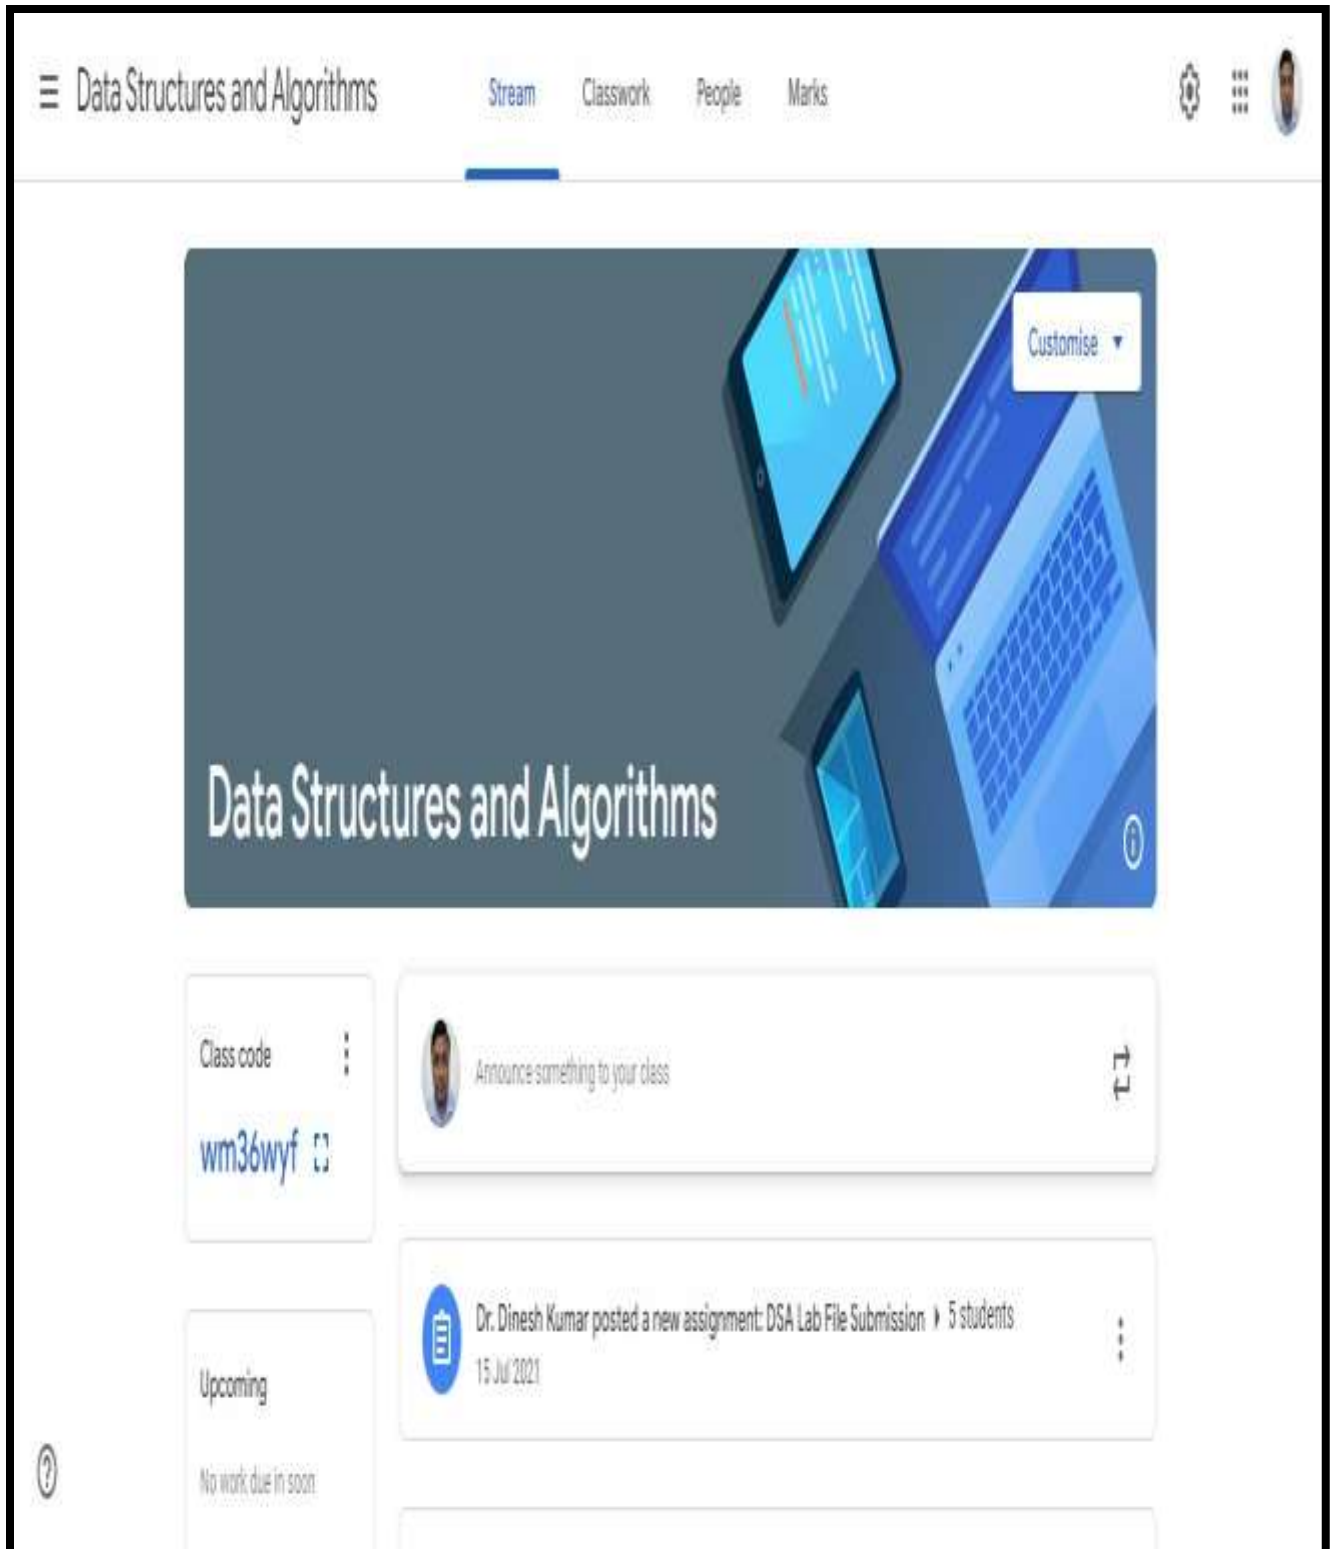 Data Structures and Algorithms
Stream Classwork People Marks
Customise
Data Structures and Algorithms
Class code
wm36wyf
Announce something to your class
Dr. Dinesh Kumar posted a new assignment: DSA Lab File Submission 5 students
15 Jul 2021
Upcoming
No work due in soon